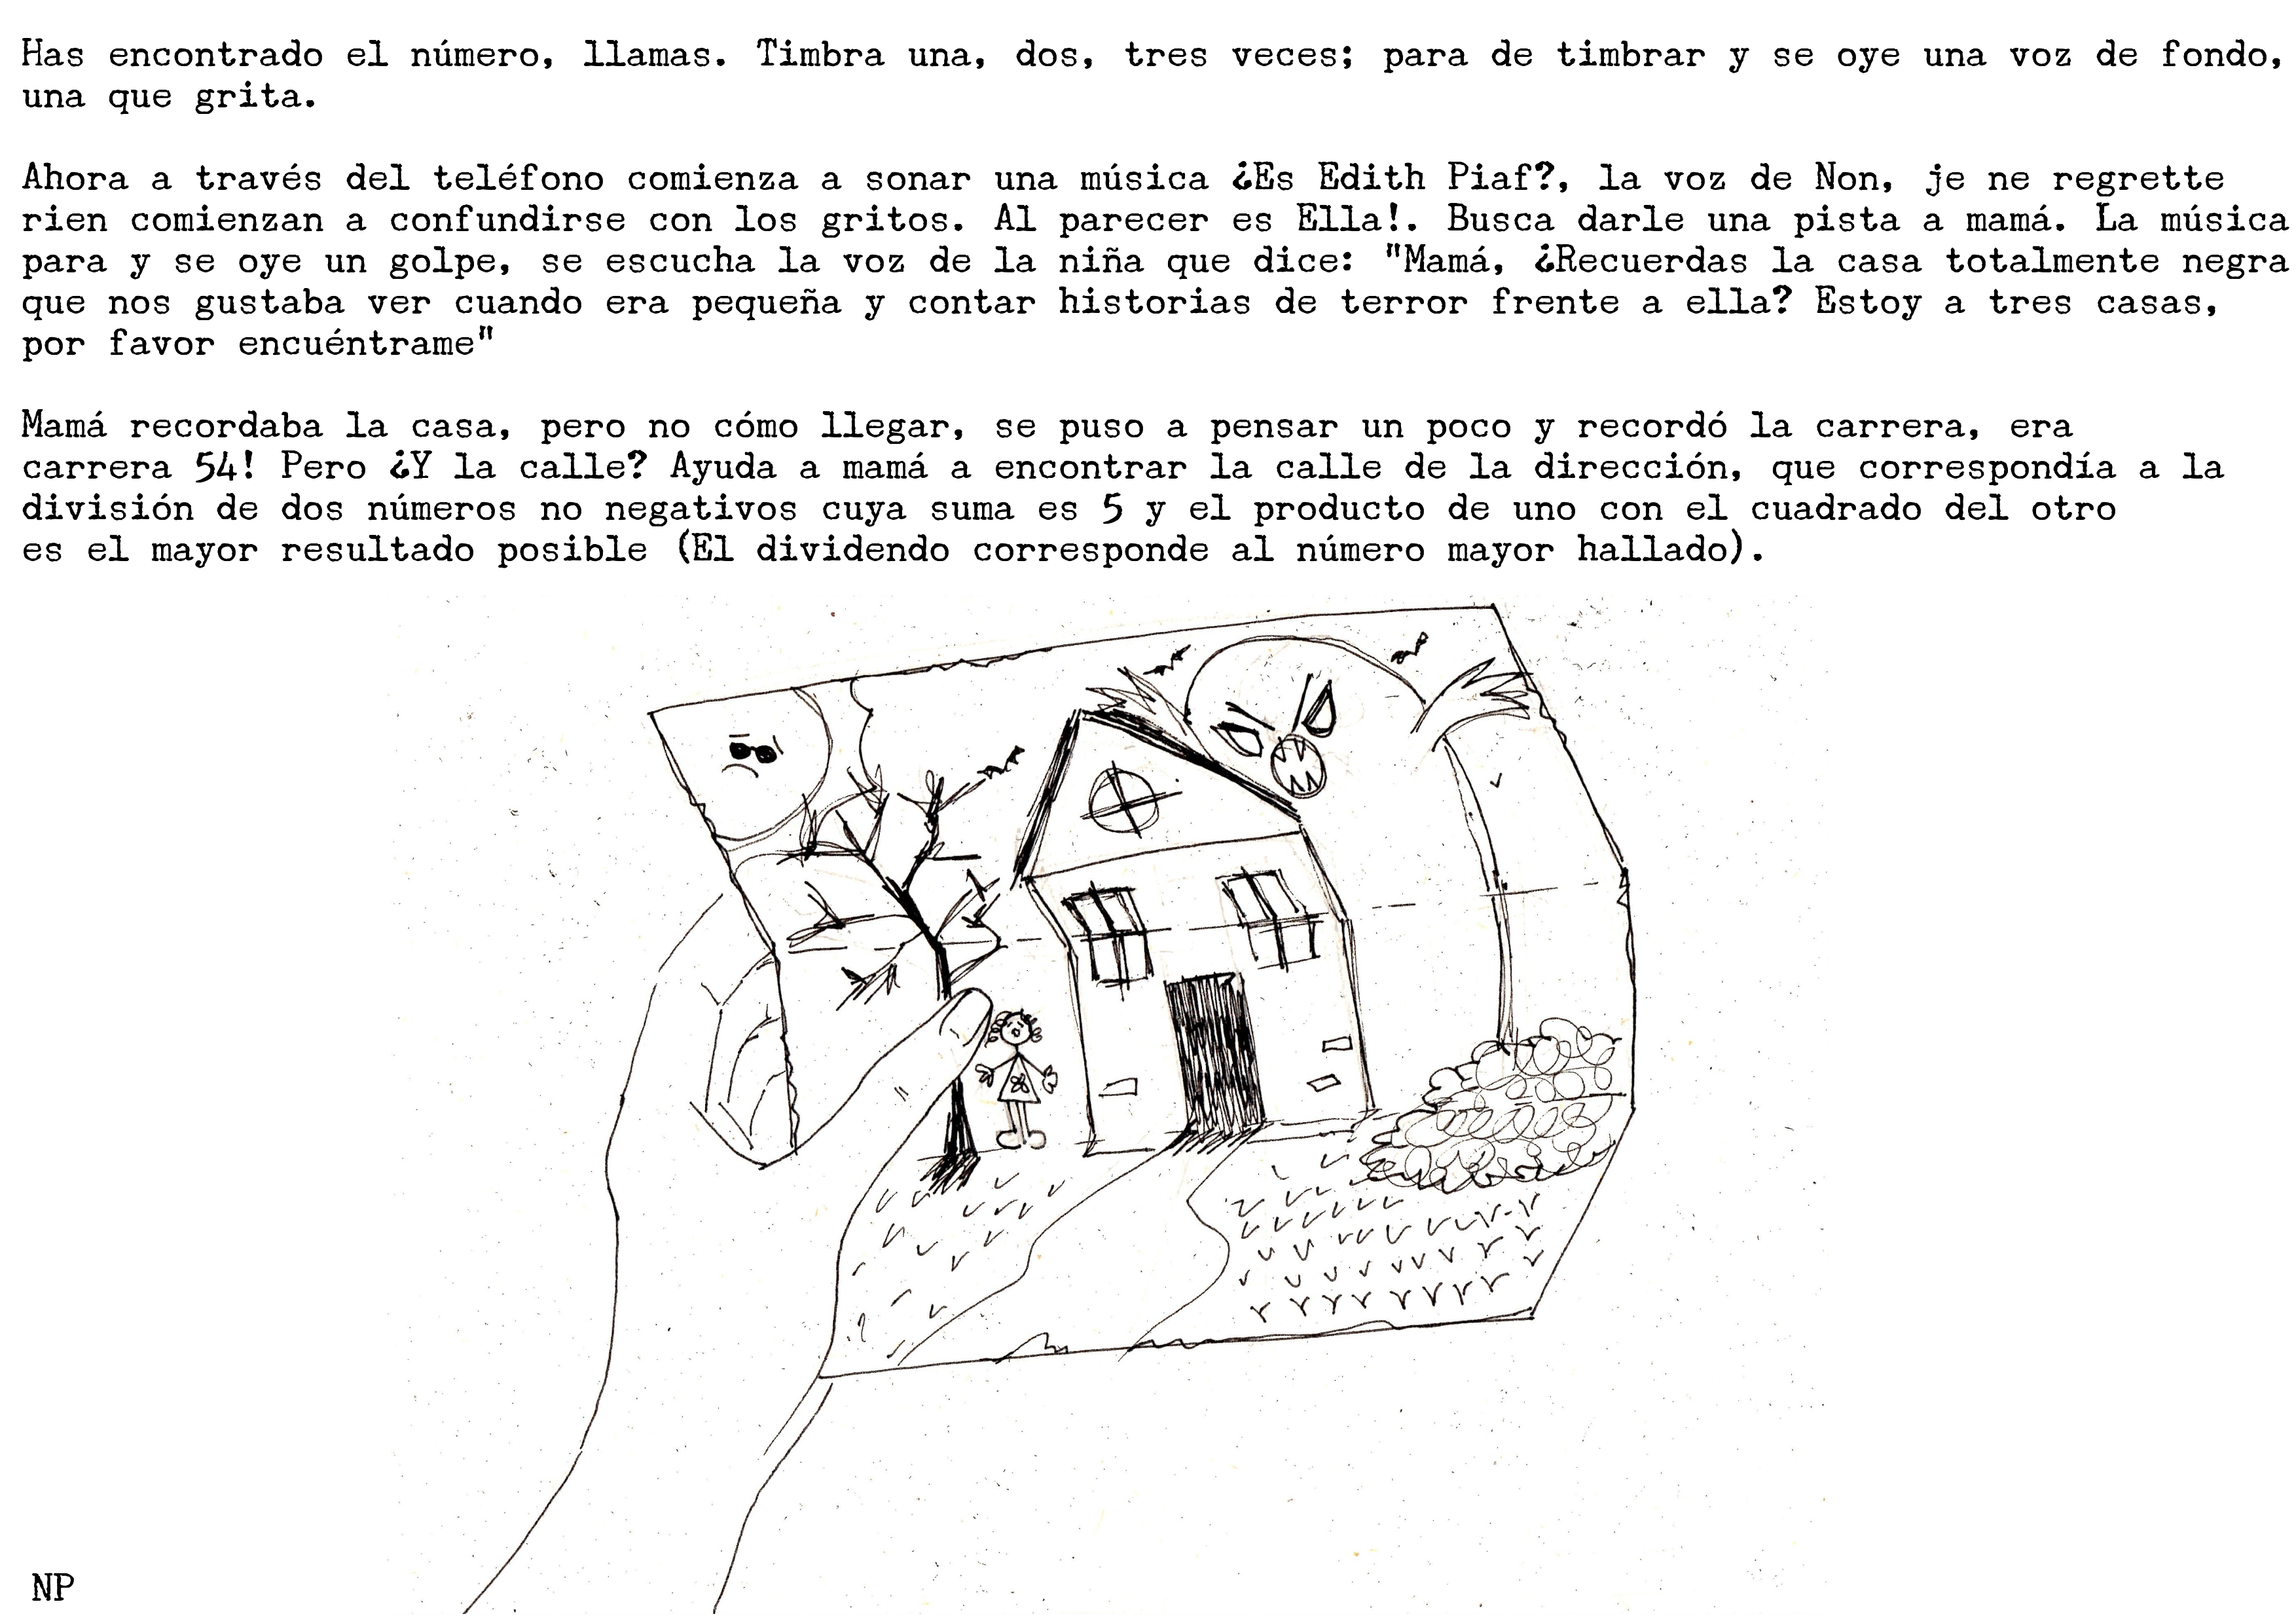 Has encontrado el número, llamas. Timbra una, dos, tres veces; para de timbrar y se oye una voz de fondo,
una que grita.
Ahora a través del teléfono comienza a sonar una música ¿Es Edith Piaf?, la voz de Non, je ne regrette
rien comienzan a confundirse con los gritos. Al parecer es Ella!. Busca darle una pista a mamá. La música
para y se oye un golpe, se escucha la voz de la niña que dice: "Mamá, ¿Recuerdas la casa totalmente negra
que nos gustaba ver cuando era pequeña y contar historias de terror frente a ella? Estoy a tres casas,
por favor encuéntrame"
Mamá recordaba la casa, pero no cómo llegar, se puso a pensar un poco y recordó la carrera, era
carrera 54! Pero ¿Y la calle? Ayuda a mamá a encontrar la calle de la dirección, que correspondía a la
división de dos números no negativos cuya suma es 5 y el producto de uno con el cuadrado del otro
es el mayor resultado posible (El dividendo corresponde al número mayor hallado).
NP